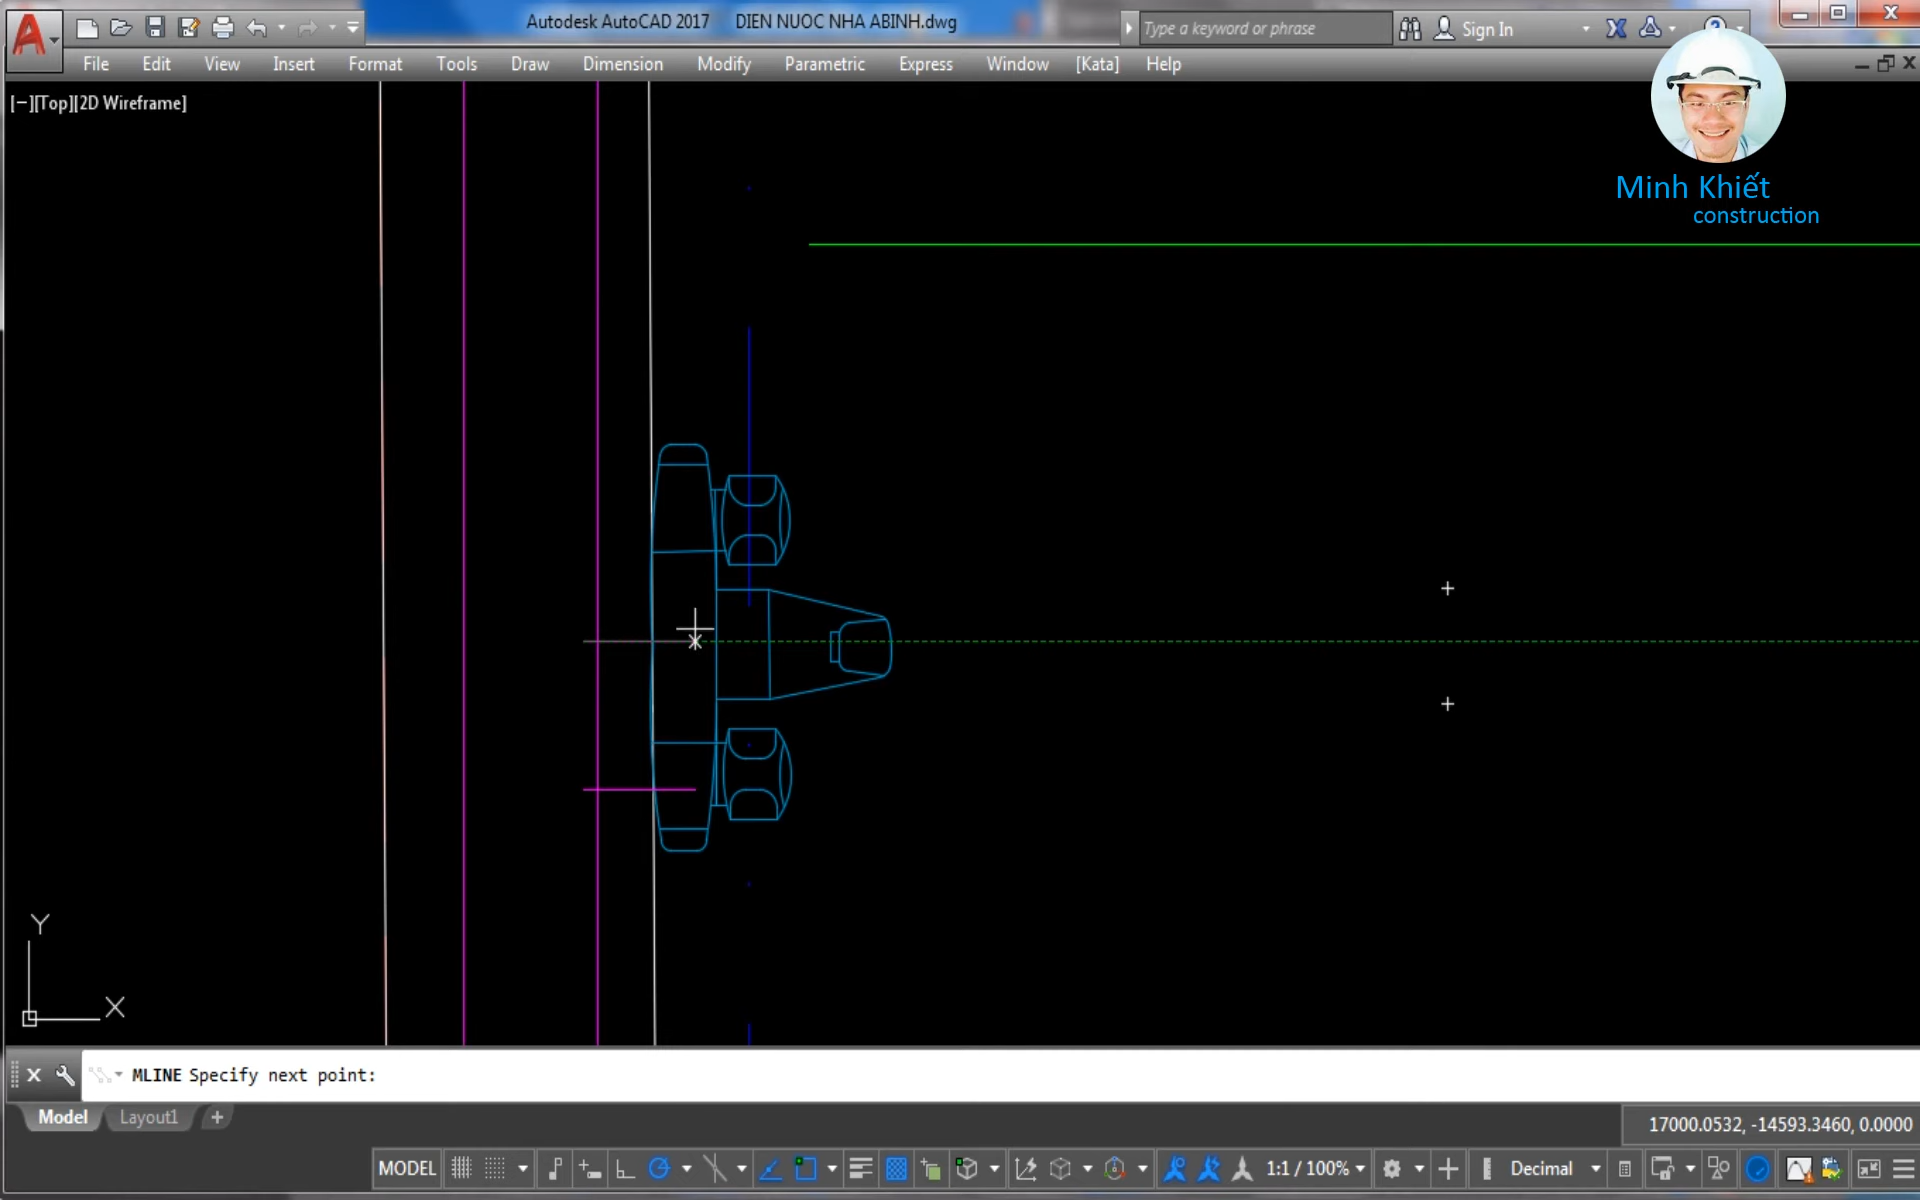 Autodesk AutoCAD 2017 DIEN NUOC NHA ABINH.dwg
Type a keyword or phrase
Sign In
File Edit View Insert Format Tools Draw Dimension Modify Parametric Express Window [Kata] Help
[−][Top][2D Wireframe]
Minh Khiết
construction
Y
X
MLINE Specify next point:
Model Layout1 +
17000.0532, -14593.3460, 0.0000
MODEL 1:1 / 100% Decimal